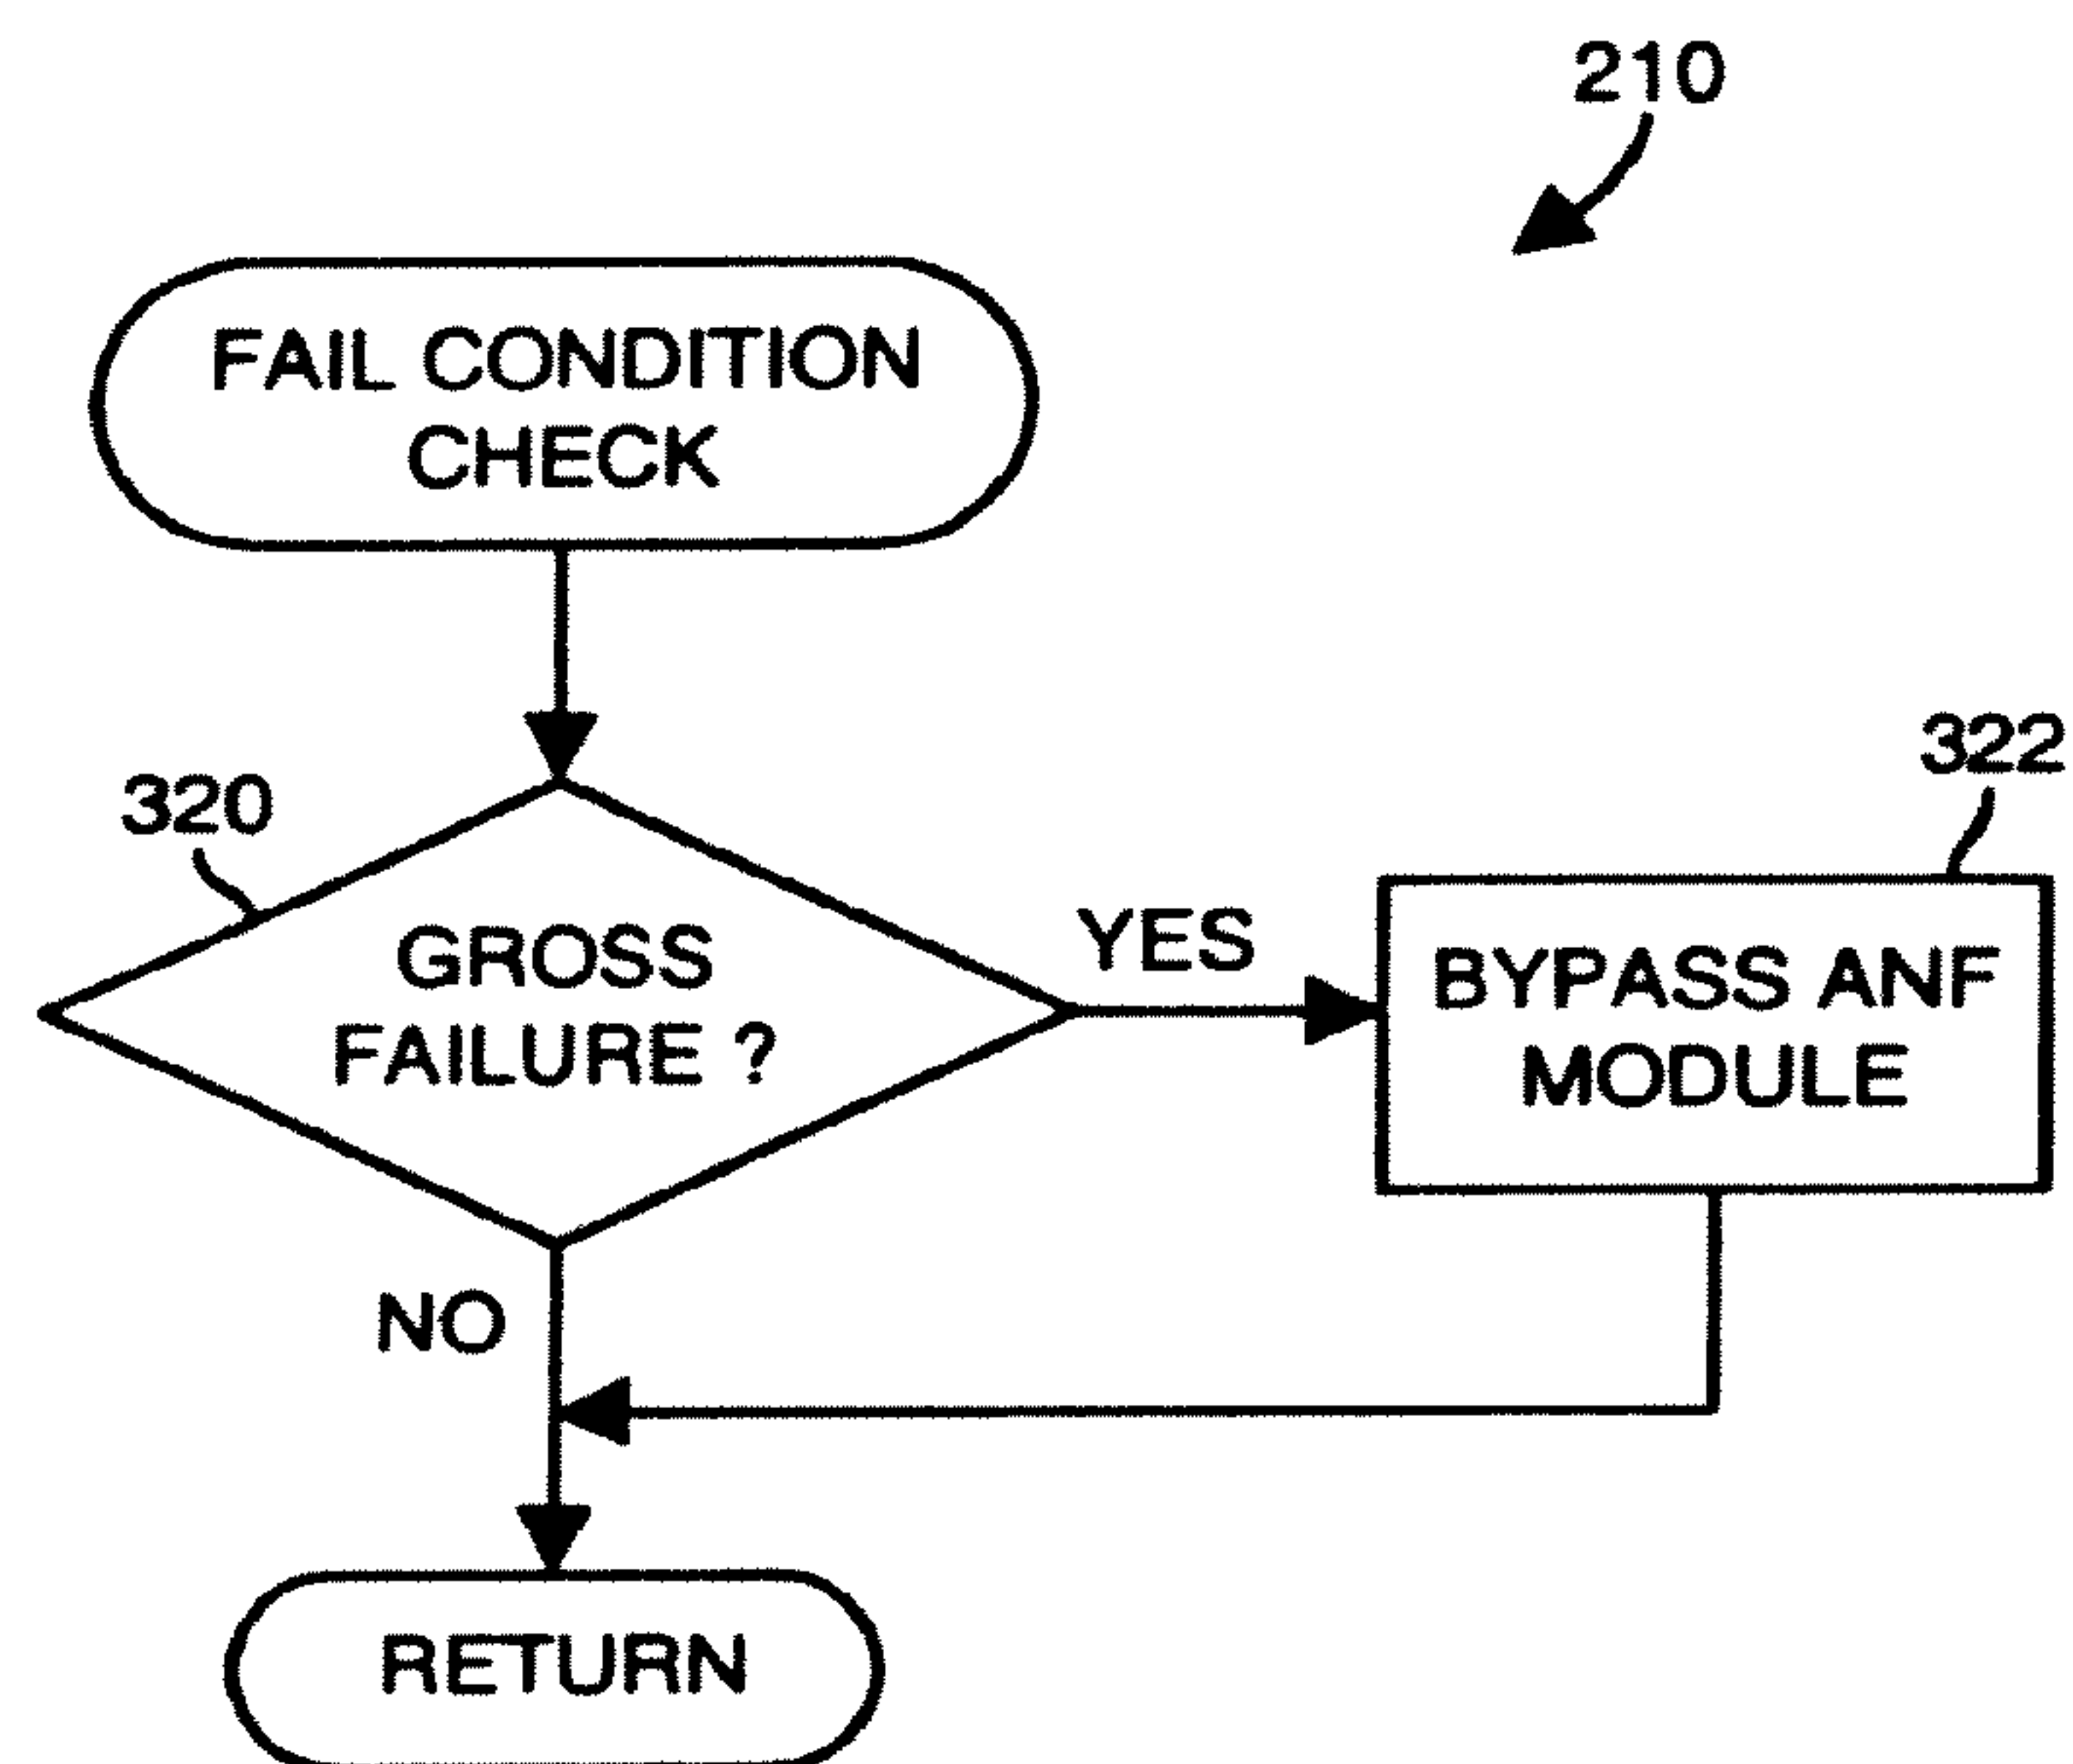 210
FAIL CONDITION
CHECK
320
322
GROSS
FAILURE ?
YES
BYPASS ANF
MODULE
NO
RETURN